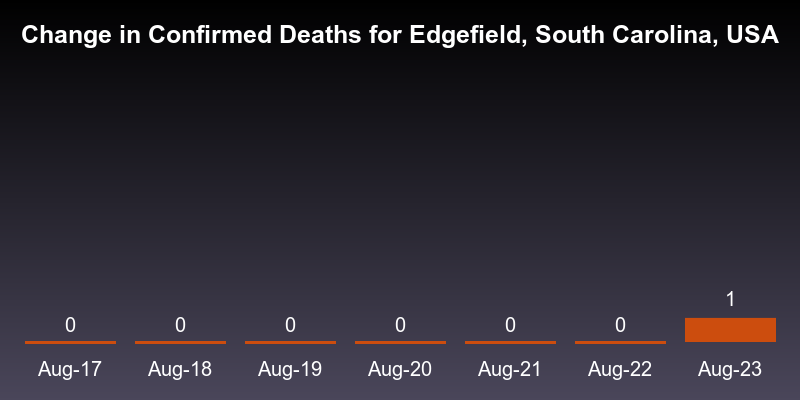 Change in Confirmed Deaths for Edgefield, South Carolina, USA
0 0 0 0 0 0 1
Aug-17 Aug-18 Aug-19 Aug-20 Aug-21 Aug-22 Aug-23